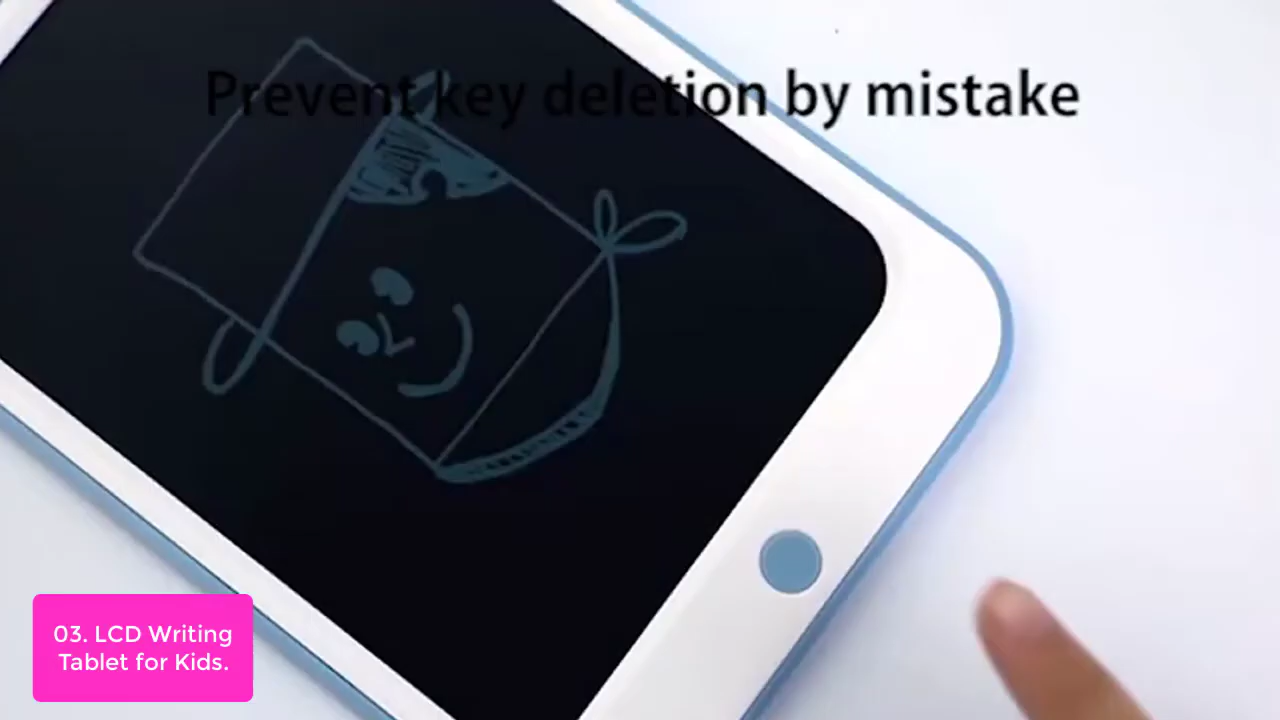 Prevent key deletion by mistake
03. LCD Writing
Tablet for Kids.